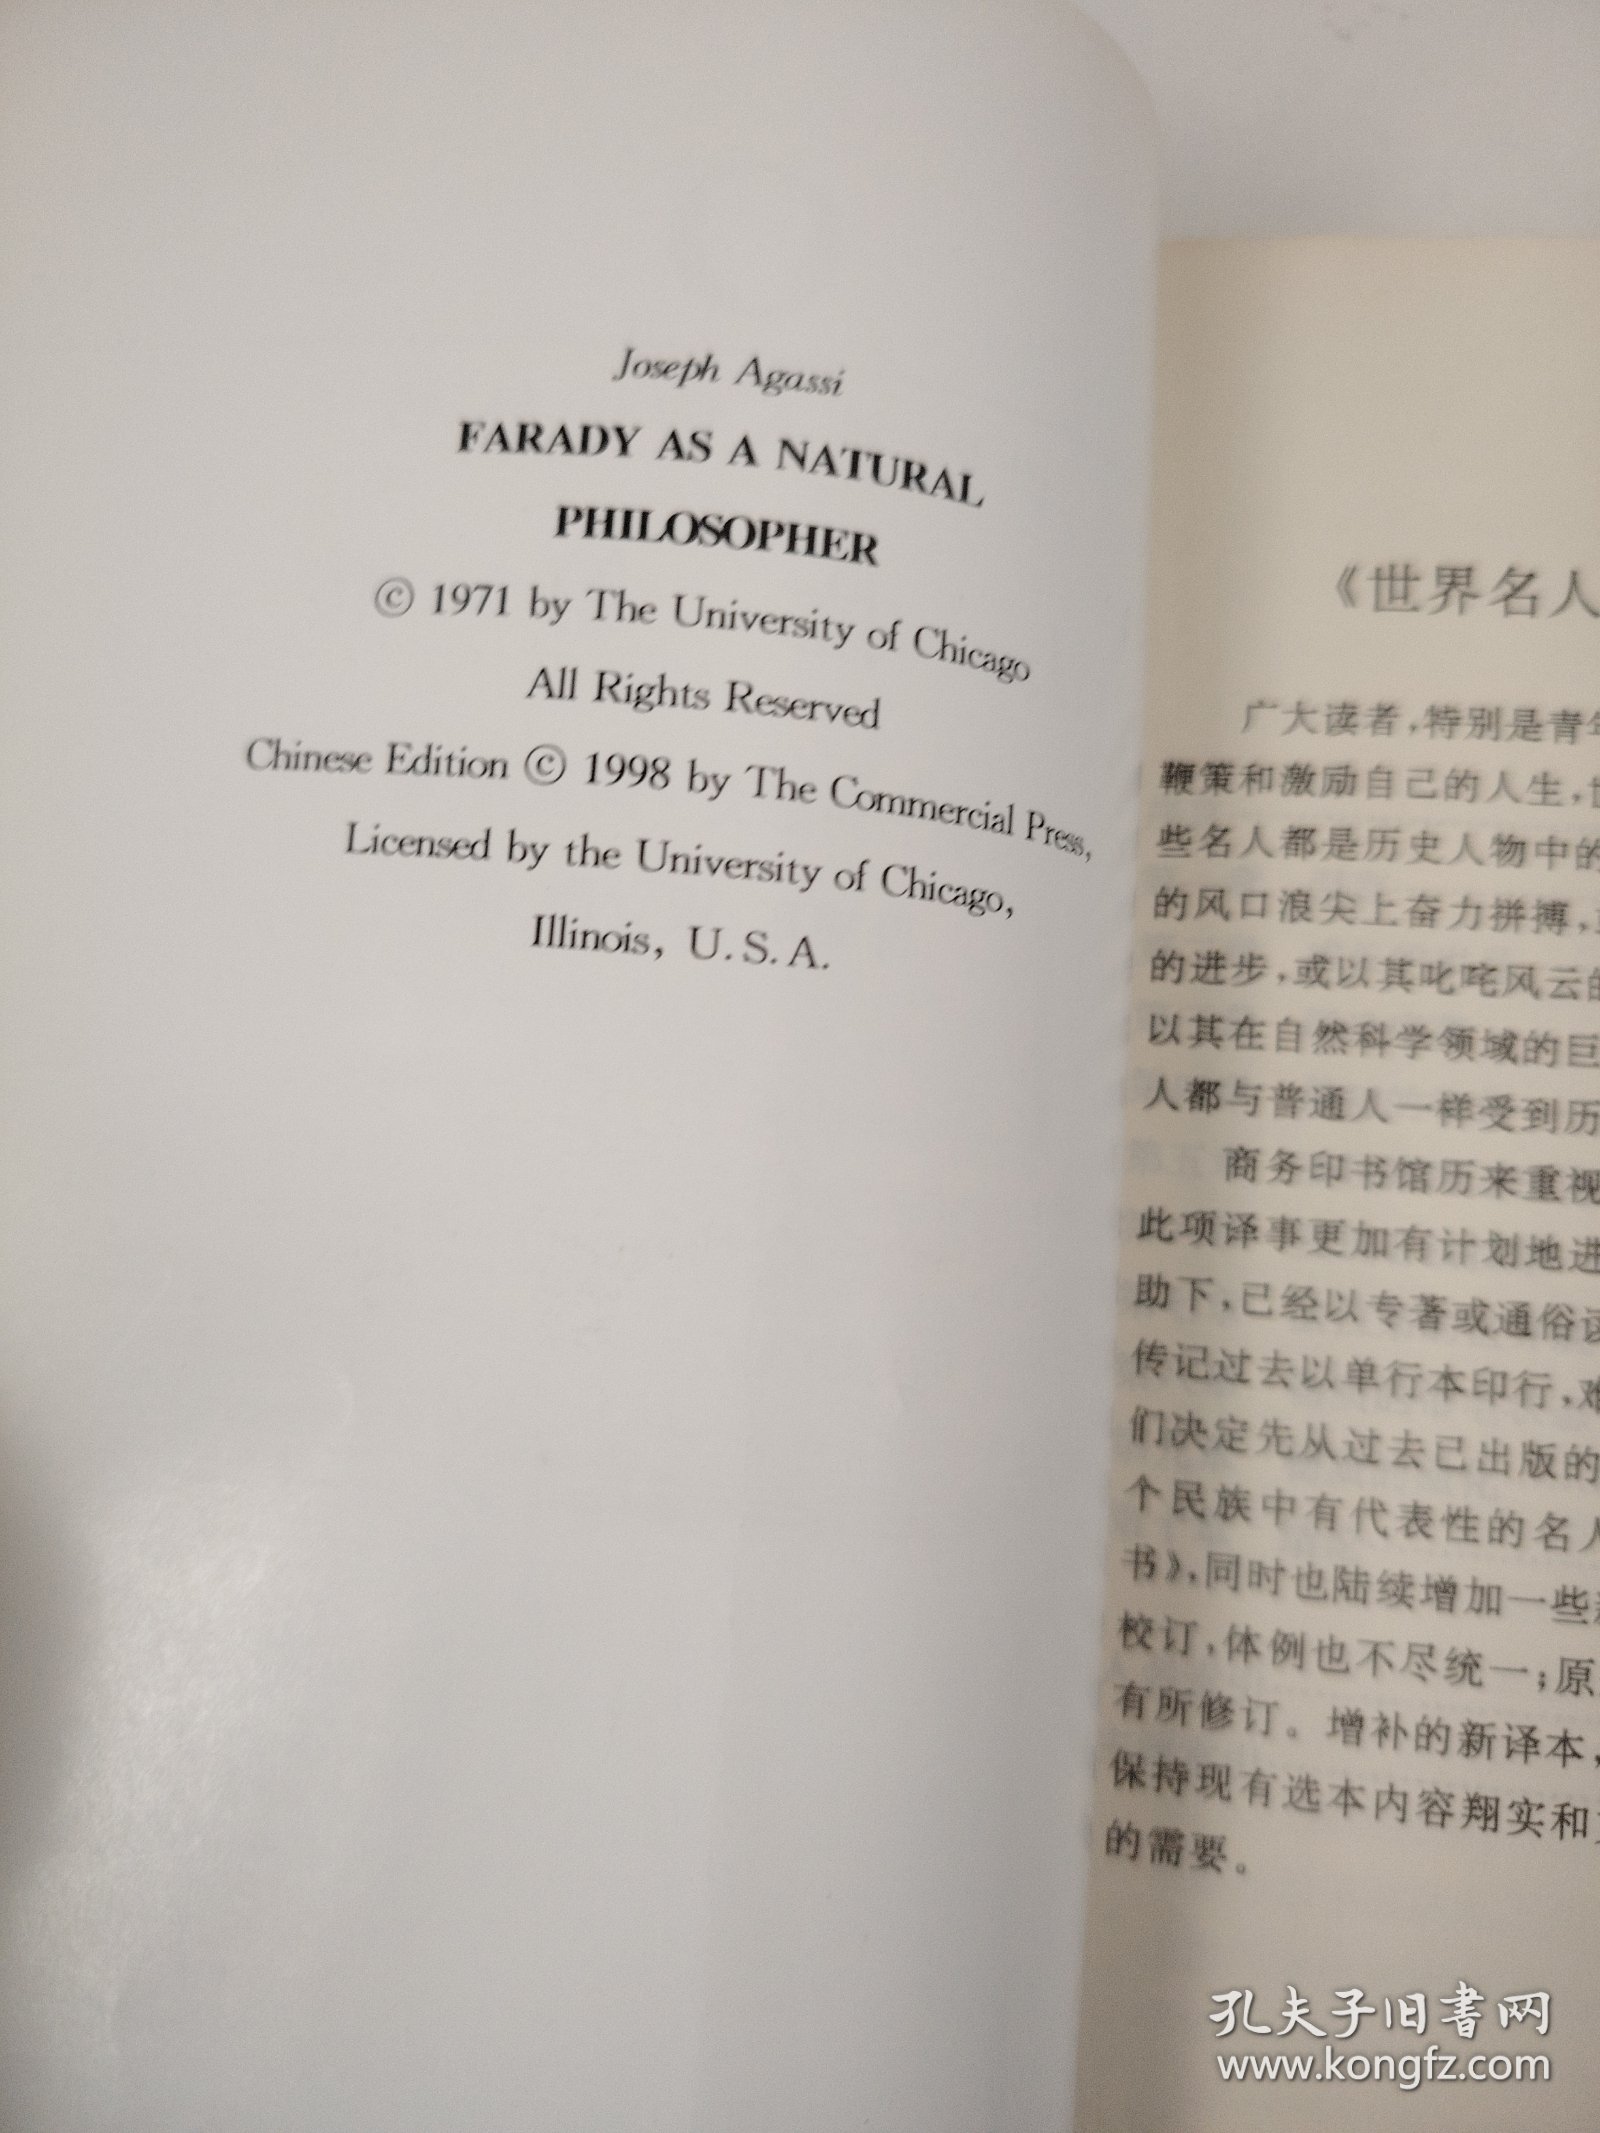 Joseph Agassi
FARADY AS A NATURAL
PHILOSOPHER
© 1971 by The University of Chicago
All Rights Reserved
Chinese Edition © 1998 by The Commercial Press,
Licensed by the University of Chicago,
Illinois, U.S.A.
《世界名人
广大读者，特别是青年
鞭策和激励自己的人生，
些名人都是历史人物中的
的风口浪尖上奋力拼搏，
的进步，或以其叱咤风云的
以其在自然科学领域的巨
人都与普通人一样受到历
商务印书馆历来重视
此项译事更加有计划地进
助下，已经以专著或通俗读
传记过去以单行本印行，难
们决定先从过去已出版的
个民族中有代表性的名人
书》，同时也陆续增加一些
校订，体例也不尽统一；原
有所修订。增补的新译本，
保持现有选本内容翔实和
的需要。
孔夫子旧书网
www.kongfz.com